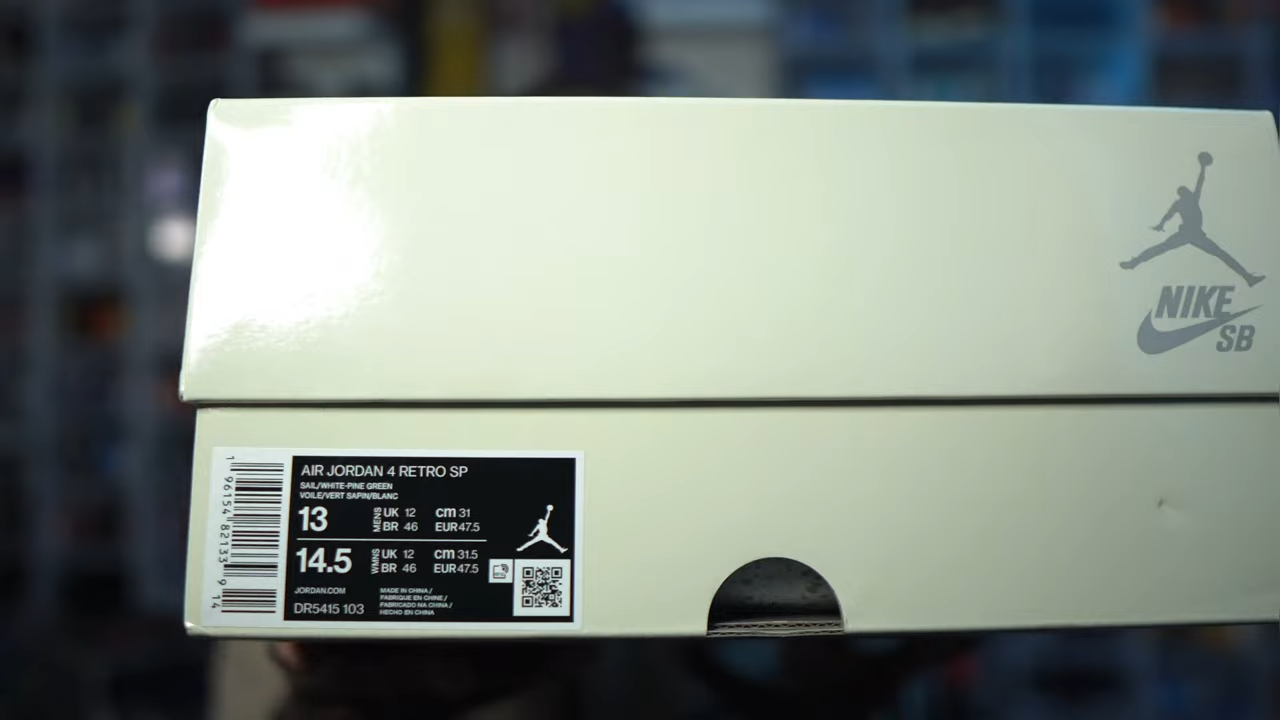 NIKE
SB
AIR JORDAN 4 RETRO SP
SAIL/WHITE-PINE GREEN
VOILE/VERT SAPIN/BLANC
13 MENS UK 12 cm 31
BR 46 EUR 47.5
14.5 WMNS UK 12 cm 31.5
BR 46 EUR 47.5
JORDAN.COM
DR5415 103
MADE IN CHINA /
FABRIQUE EN CHINE /
FABRICADO NA CHINA /
HECHO EN CHINA
1 96154 82133 9 14